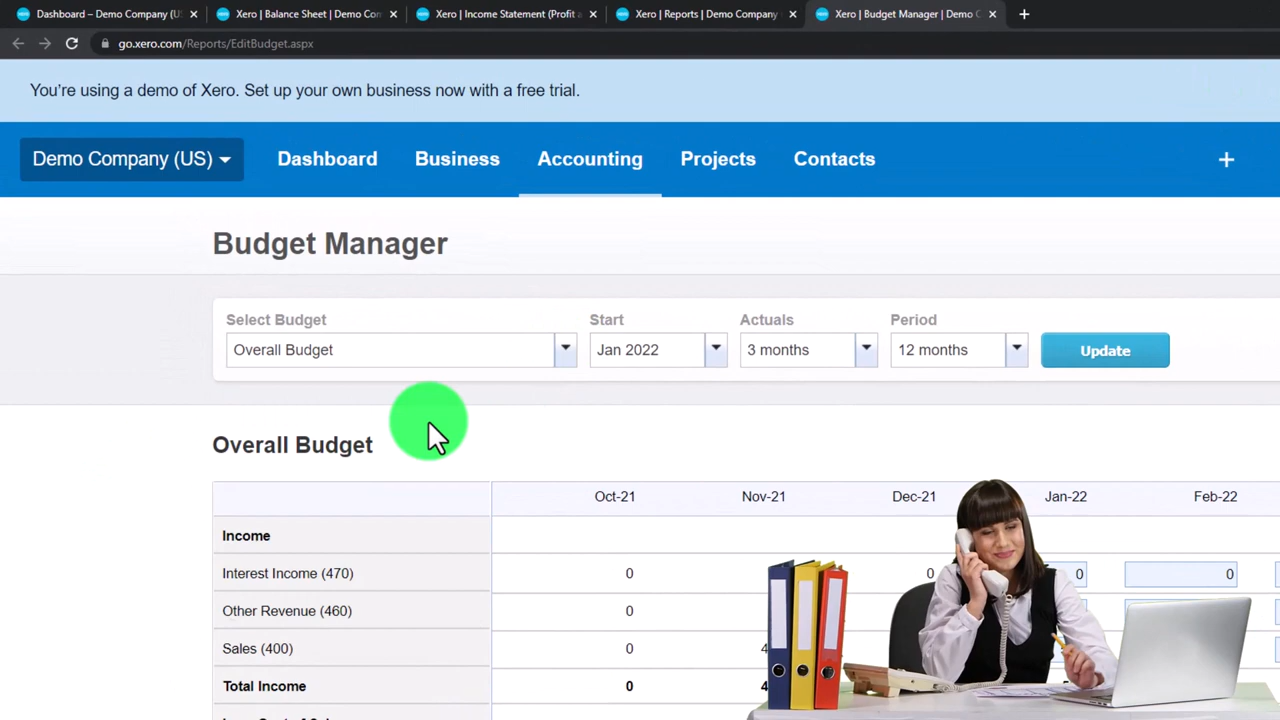 Dashboard – Demo Company (U
Xero | Balance Sheet | Demo Com
Xero | Income Statement (Profit a
Xero | Reports | Demo Company
Xero | Budget Manager | Demo C
go.xero.com/Reports/EditBudget.aspx
You're using a demo of Xero. Set up your own business now with a free trial.
Demo Company (US) Dashboard Business Accounting Projects Contacts +
Budget Manager
Select Budget Start Actuals Period
Overall Budget Jan 2022 3 months 12 months Update
Overall Budget
Oct-21 Nov-21 Dec-21 Jan-22 Feb-22
Income
Interest Income (470) 0 0 0 0
Other Revenue (460) 0
Sales (400) 0 4
Total Income 0 4